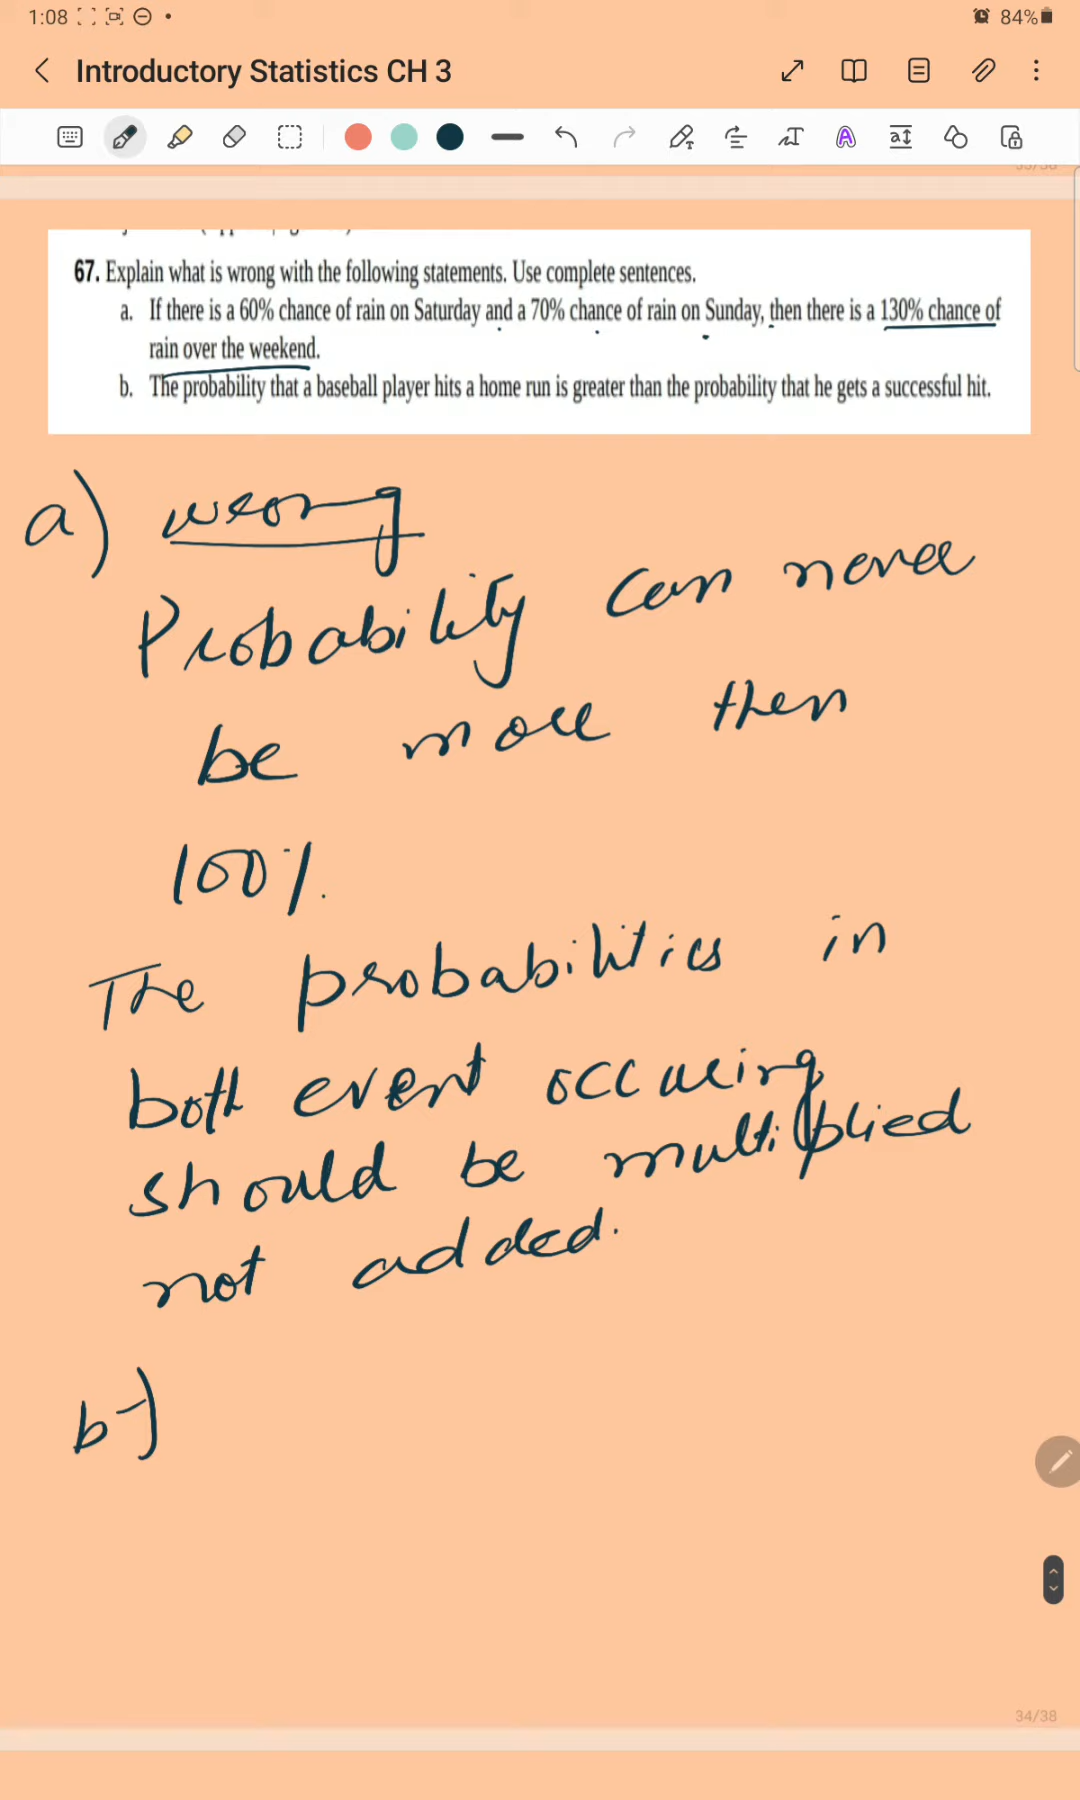 1:08 84%
Introductory Statistics CH 3
67. Explain what is wrong with the following statements. Use complete sentences.
a. If there is a 60% chance of rain on Saturday and a 70% chance of rain on Sunday, then there is a 130% chance of
rain over the weekend.
b. The probability that a baseball player hits a home run is greater than the probability that he gets a successful hit.
a) wrong
Probability can never
be more then
100%.
The probabilities in
both event occuring
should be multiplied
not added.
b)
34/38